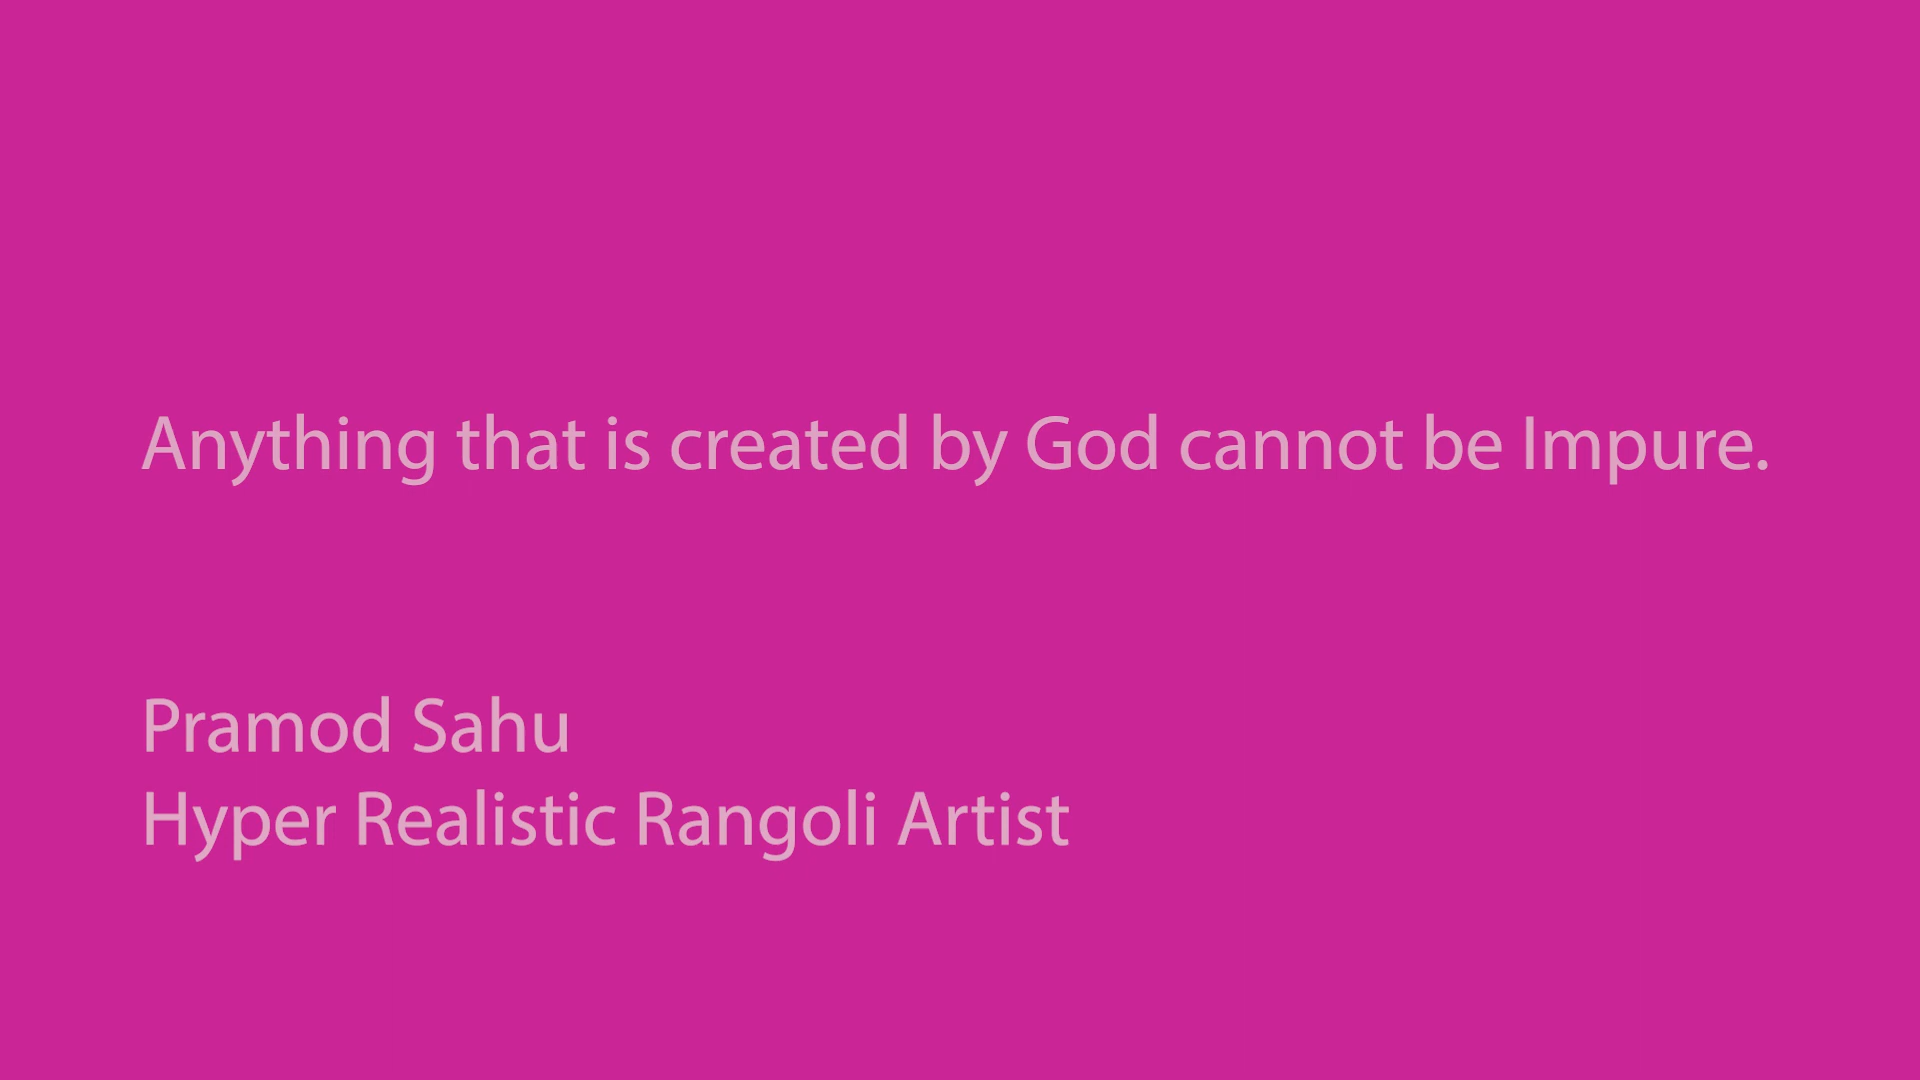 Anything that is created by God cannot be Impure.
Pramod Sahu
Hyper Realistic Rangoli Artist